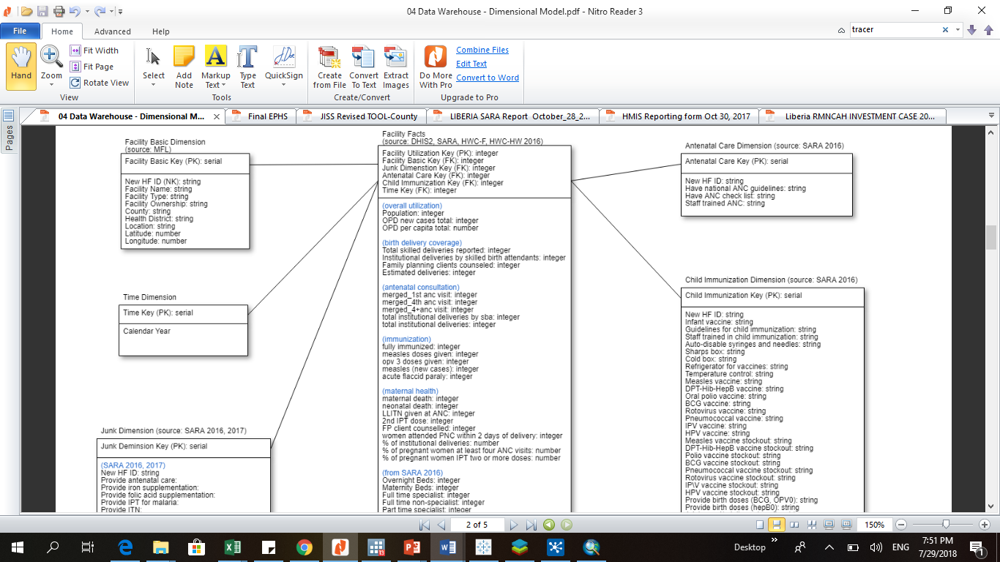 04 Data Warehouse - Dimensional Model.pdf - Nitro Reader 3
File
Home
Advanced
Help
tracer
Hand
Zoom
Fit Width
Fit Page
Rotate View
View
Select
Add Note
Markup Text
Type Text
QuickSign
Tools
Create from File
Convert To Text
Extract Images
Create/Convert
Do More With Pro
Combine Files
Edit Text
Convert to Word
Upgrade to Pro
Pages
04 Data Warehouse - Dimensional M...
Final EPHS
JISS Revised TOOL-County
LIBERIA SARA Report October_28_2...
HMIS Reporting form Oct 30, 2017
Liberia RMNCAH INVESTMENT CASE 20...
Facility Basic Dimension
(source: MFL)
Facility Basic Key (PK): serial
New HF ID (NK): string
Facility Name: string
Facility Type: string
Facility Ownership: string
County: string
Health District: string
Location: string
Latitude: number
Longitude: number
Time Dimension
Time Key (PK): serial
Calendar Year
Junk Dimension (source: SARA 2016, 2017)
Junk Deminsion Key (PK): serial
(SARA 2016, 2017)
New HF ID: string
Provide antenatal care:
Provide iron supplementation:
Provide folic acid supplementation:
Provide IPT for malaria:
Provide ITN:
Facility Facts
(source: DHIS2, SARA, HWC-F, HWC-HW 2016)
Facility Utilization Key (PK): integer
Facility Basic Key (FK): integer
Junk Dimenstion Key (FK): integer
Antenatal Care Key (FK): integer
Child Immunization Key (FK): integer
Time Key (FK): integer
(overall utilization)
Population: integer
OPD new cases total: integer
OPD per capita total: number
(birth delivery coverage)
Total skilled deliveries reported: integer
Institutional deliveries by skilled birth attendants: integer
Family planning clients counseled: integer
Estimated deliveries: integer
(antenatal consultation)
merged_1st anc visit: integer
merged_4th anc visit: integer
merged_4+anc visit: integer
total institutional deliveries by sba: integer
total institutional deliveries: integer
(immunization)
fully immunized: integer
measles doses given: integer
opv 3 doses given: integer
measles (new cases): integer
acute flaccid paraly: integer
(maternal health)
maternal death: integer
neonatal death: integer
LLITN given at ANC: integer
2nd IPT dose: integer
FP client counselled: integer
women attended PNC within 2 days of delivery: integer
% of institutional deliveries: number
% of pregnant women at least four ANC visits: number
% of pregnant women IPT two or more doses: number
(from SARA 2016)
Overnight Beds: integer
Maternity Beds: integer
Full time specialist: integer
Full time non-specialist: integer
Part time specialist: integer
Antenatal Care Dimension (source: SARA 2016)
Antenatal Care Key (PK): serial
New HF ID: string
Have national ANC guidelines: string
Have ANC check list: string
Staff trained ANC: string
Child Immunization Dimension (source: SARA 2016)
Child Immunization Key (PK): serial
New HF ID: string
Infant vaccine: string
Guidelines for child immunization: string
Staff trained in child immunization: string
Auto-disable syringes and needles: string
Sharps box: string
Cold box: string
Refrigerator for vaccines: string
Temperature control: string
Measles vaccine: string
DPT-Hib-HepB vaccine: string
Oral polio vaccine: string
BCG vaccine: string
Rotovirus vaccine: string
Pneumococcal vaccine: string
IPV vaccine: string
HPV vaccine: string
Measles vaccine stockout: string
DPT-Hib-HepB vaccine stockout: string
Polio vaccine stockout: string
BCG vaccine stockout: string
Pneumococcal vaccine stockout: string
Rotovirus vaccine stockout: string
IP\V vaccine stockout: string
HPV vaccine stockout: string
Provide birth doses (BCG, OPV0): string
Provide birth doses (hepB0): string
2 of 5
150%
Desktop
ENG
7:51 PM
7/29/2018